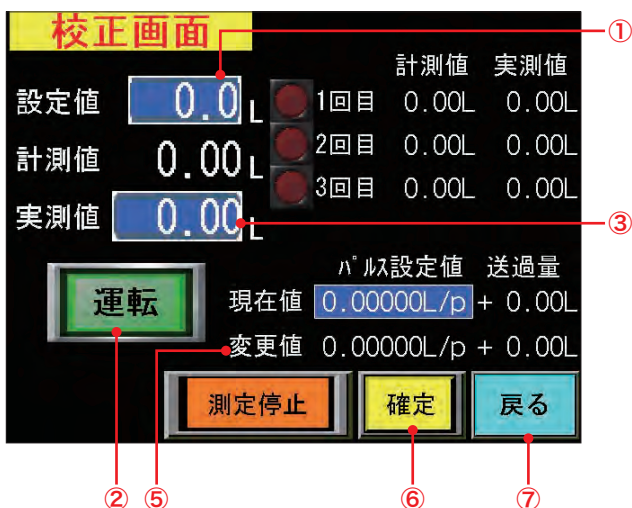 校正画面
①
計測値 実測値
設定値 0.0 L 1回目 0.00L 0.00L
計測値 0.00 L 2回目 0.00L 0.00L
3回目 0.00L 0.00L
実測値 0.00 L
③
パルス設定値 送過量
運転 現在値 0.00000L/p + 0.00L
変更値 0.00000L/p + 0.00L
測定停止 確定 戻る
② ⑤ ⑥ ⑦